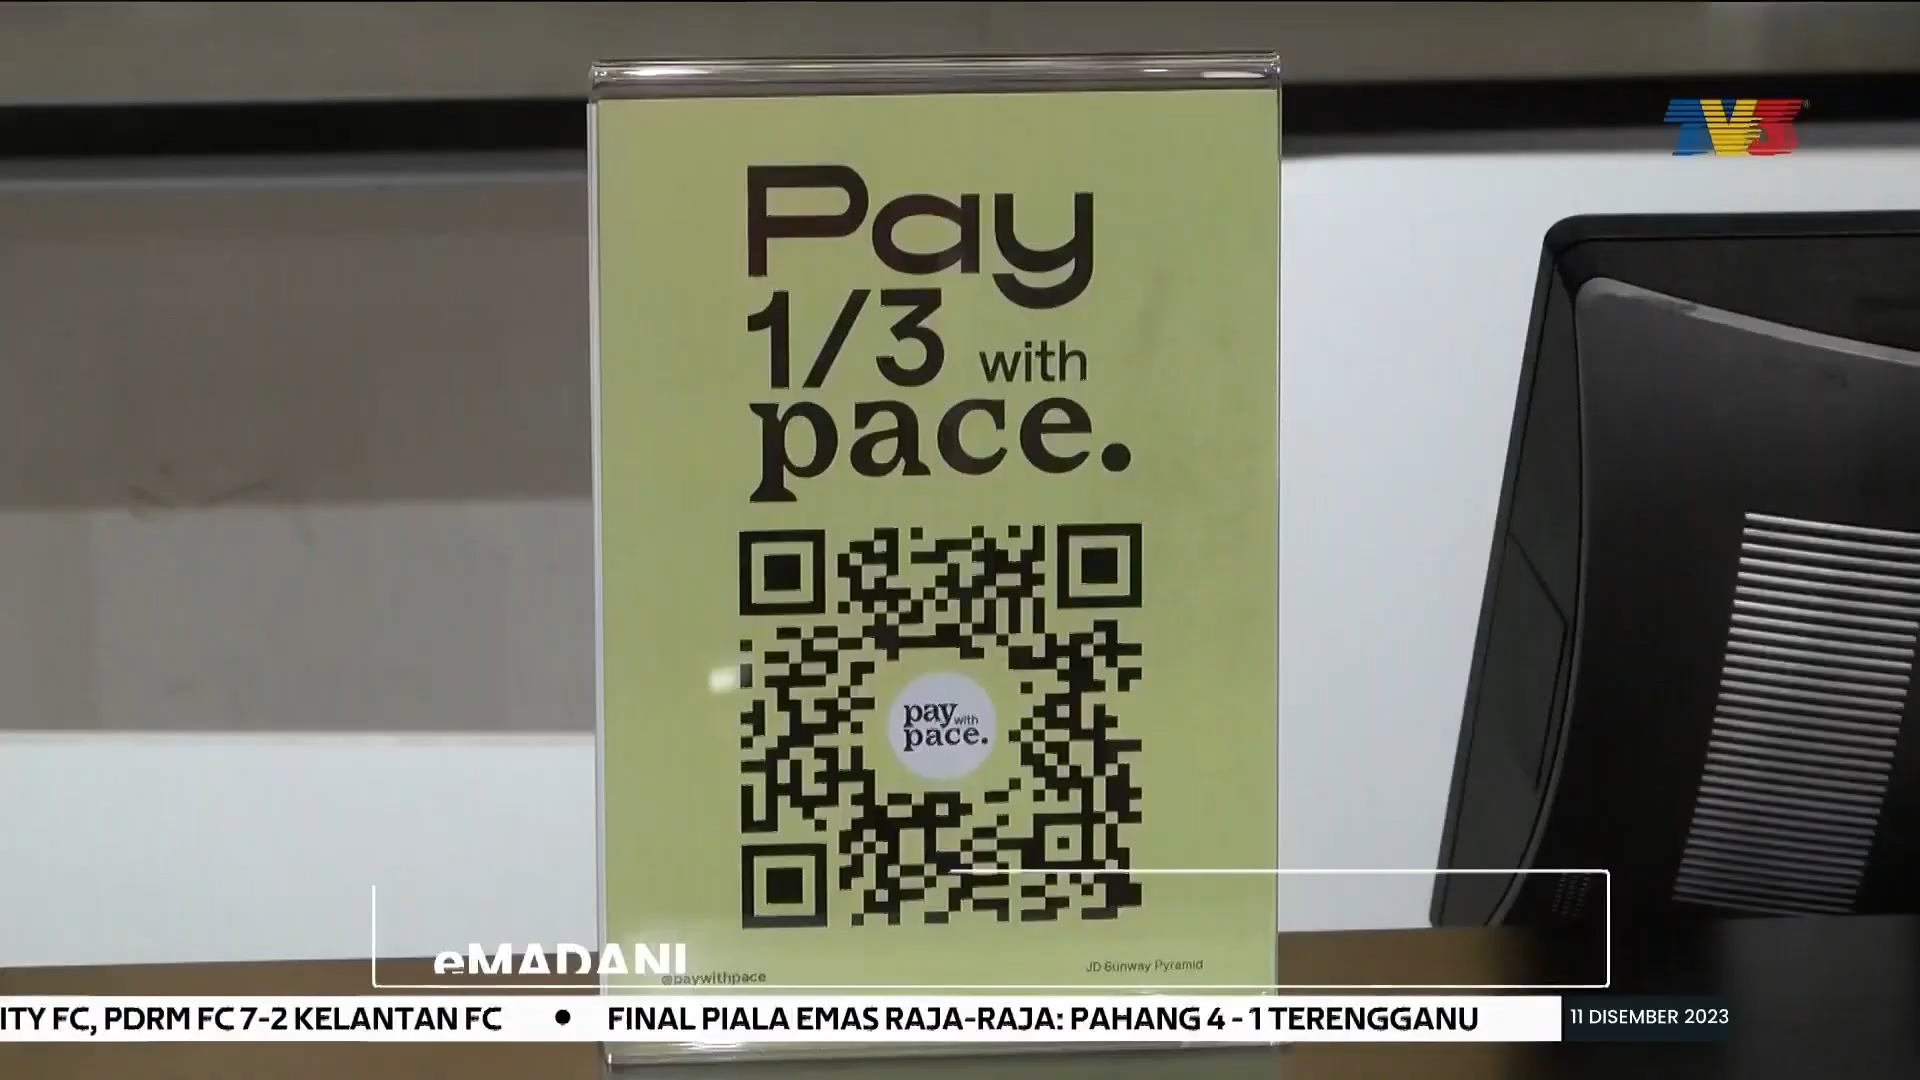 TV3
Pay
1/3 with
pace.
pay with
pace.
eMADANI
@paywithpace
JD Sunway Pyramid
ITY FC, PDRM FC 7-2 KELANTAN FC • FINAL PIALA EMAS RAJA-RAJA: PAHANG 4 - 1 TERENGGANU
11 DISEMBER 2023